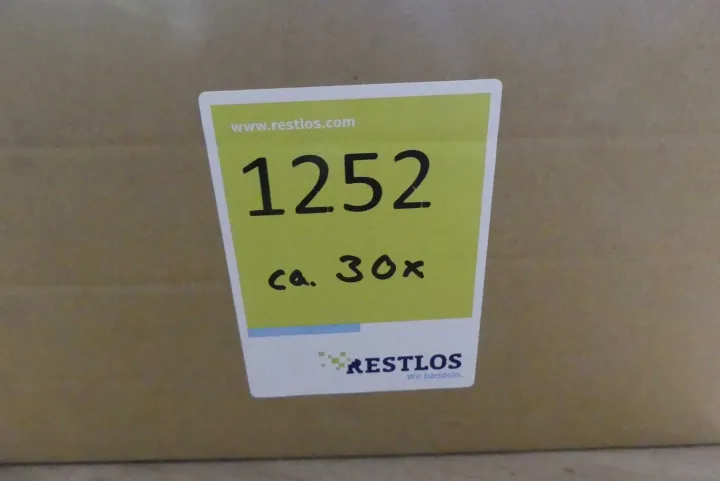 www.restlos.com
1252
ca. 30x
RESTLOS
Wir handeln.